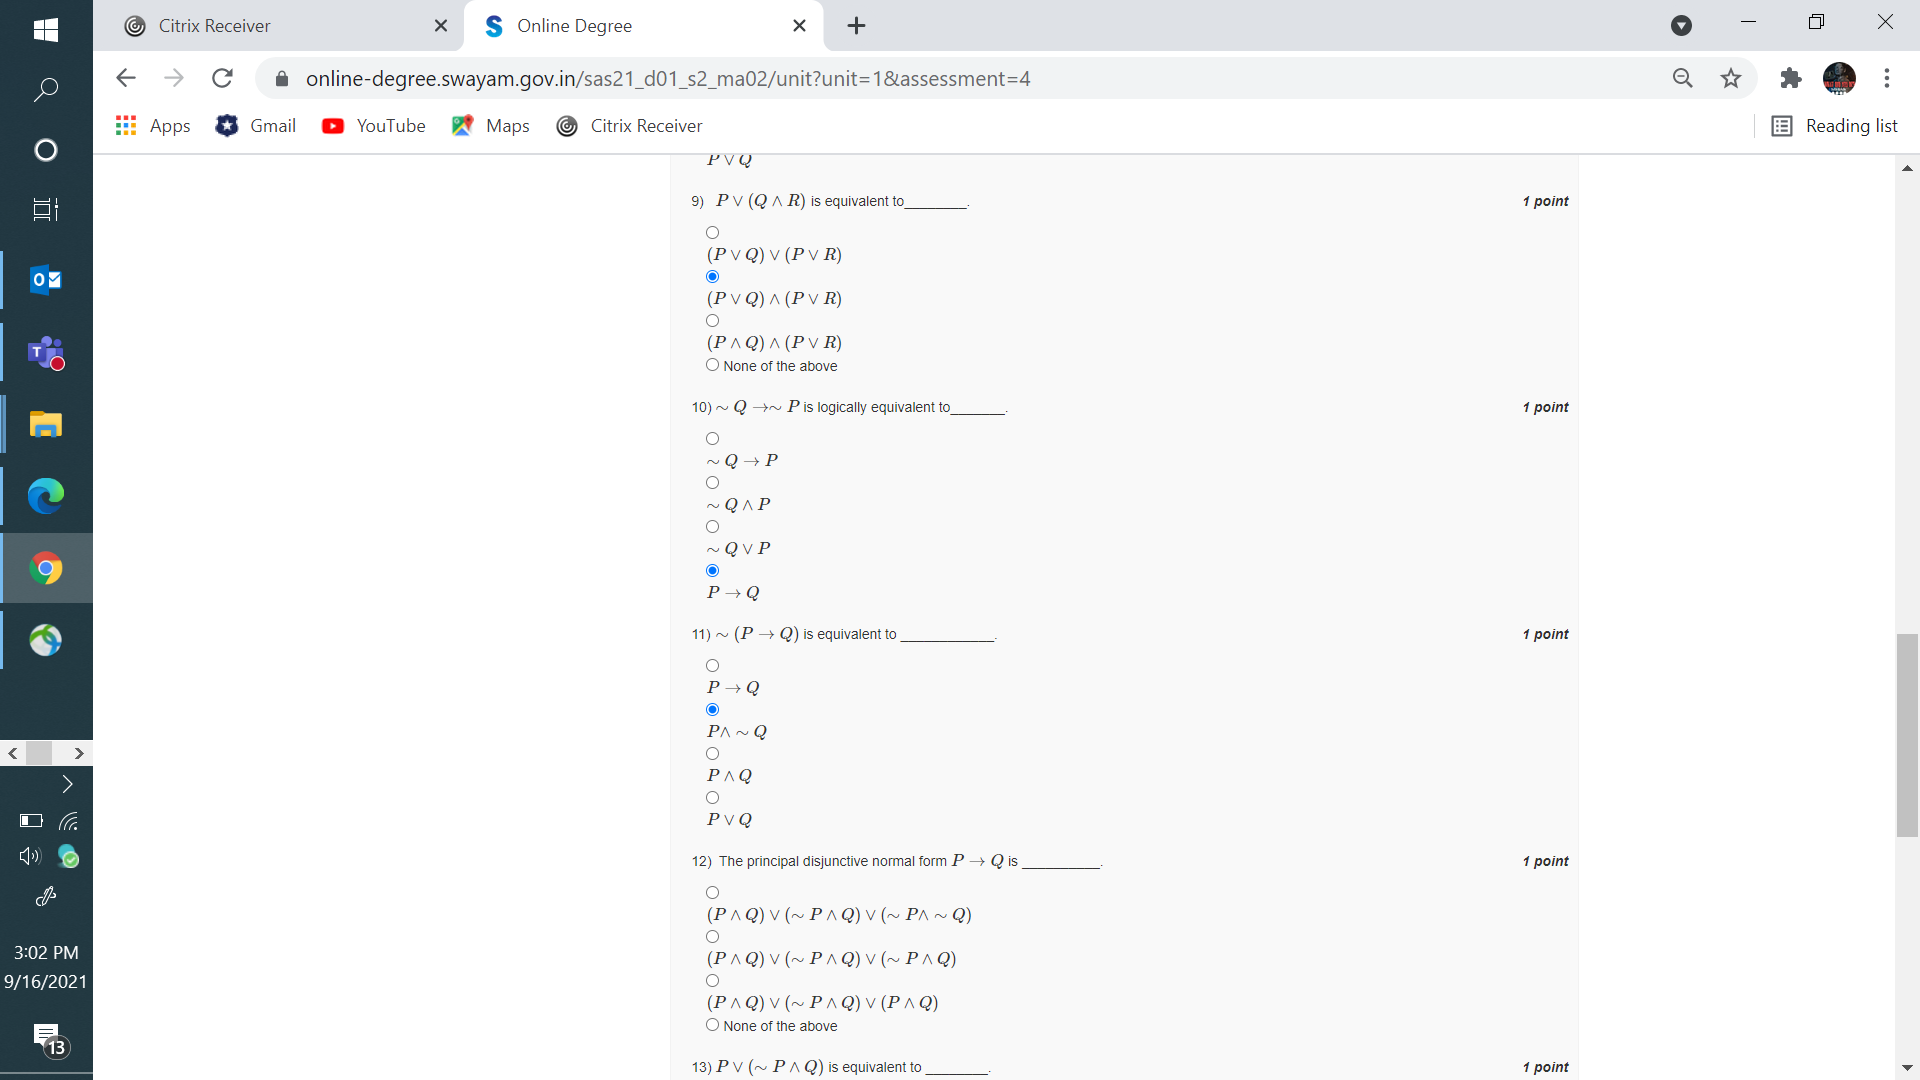 Citrix Receiver
Online Degree
online-degree.swayam.gov.in/sas21_d01_s2_ma02/unit?unit=1&assessment=4
Apps Gmail YouTube Maps Citrix Receiver Reading list
P ∨ Q
9) P ∨ (Q ∧ R) is equivalent to________. 1 point
(P ∨ Q) ∨ (P ∨ R)
(P ∨ Q) ∧ (P ∨ R)
(P ∧ Q) ∧ (P ∨ R)
None of the above
10) ∼ Q →∼ P is logically equivalent to_______. 1 point
∼ Q → P
∼ Q ∧ P
∼ Q ∨ P
P → Q
11) ∼ (P → Q) is equivalent to ____________. 1 point
P → Q
P∧ ∼ Q
P ∧ Q
P ∨ Q
12) The principal disjunctive normal form P → Q is __________. 1 point
(P ∧ Q) ∨ (∼ P ∧ Q) ∨ (∼ P∧ ∼ Q)
(P ∧ Q) ∨ (∼ P ∧ Q) ∨ (∼ P ∧ Q)
(P ∧ Q) ∨ (∼ P ∧ Q) ∨ (P ∧ Q)
None of the above
13) P ∨ (∼ P ∧ Q) is equivalent to ________. 1 point
3:02 PM
9/16/2021
13